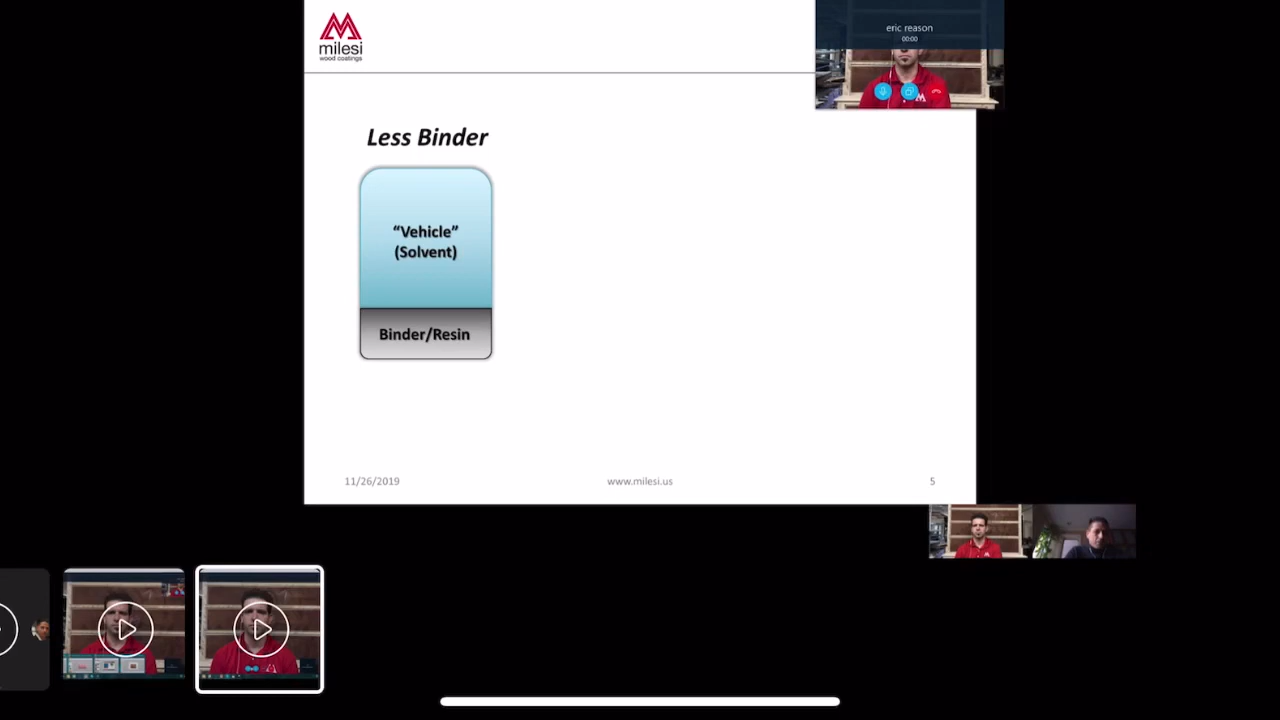 milesi
wood coatings
eric reason
00:00
Less Binder
“Vehicle”
(Solvent)
Binder/Resin
11/26/2019
www.milesi.us
5